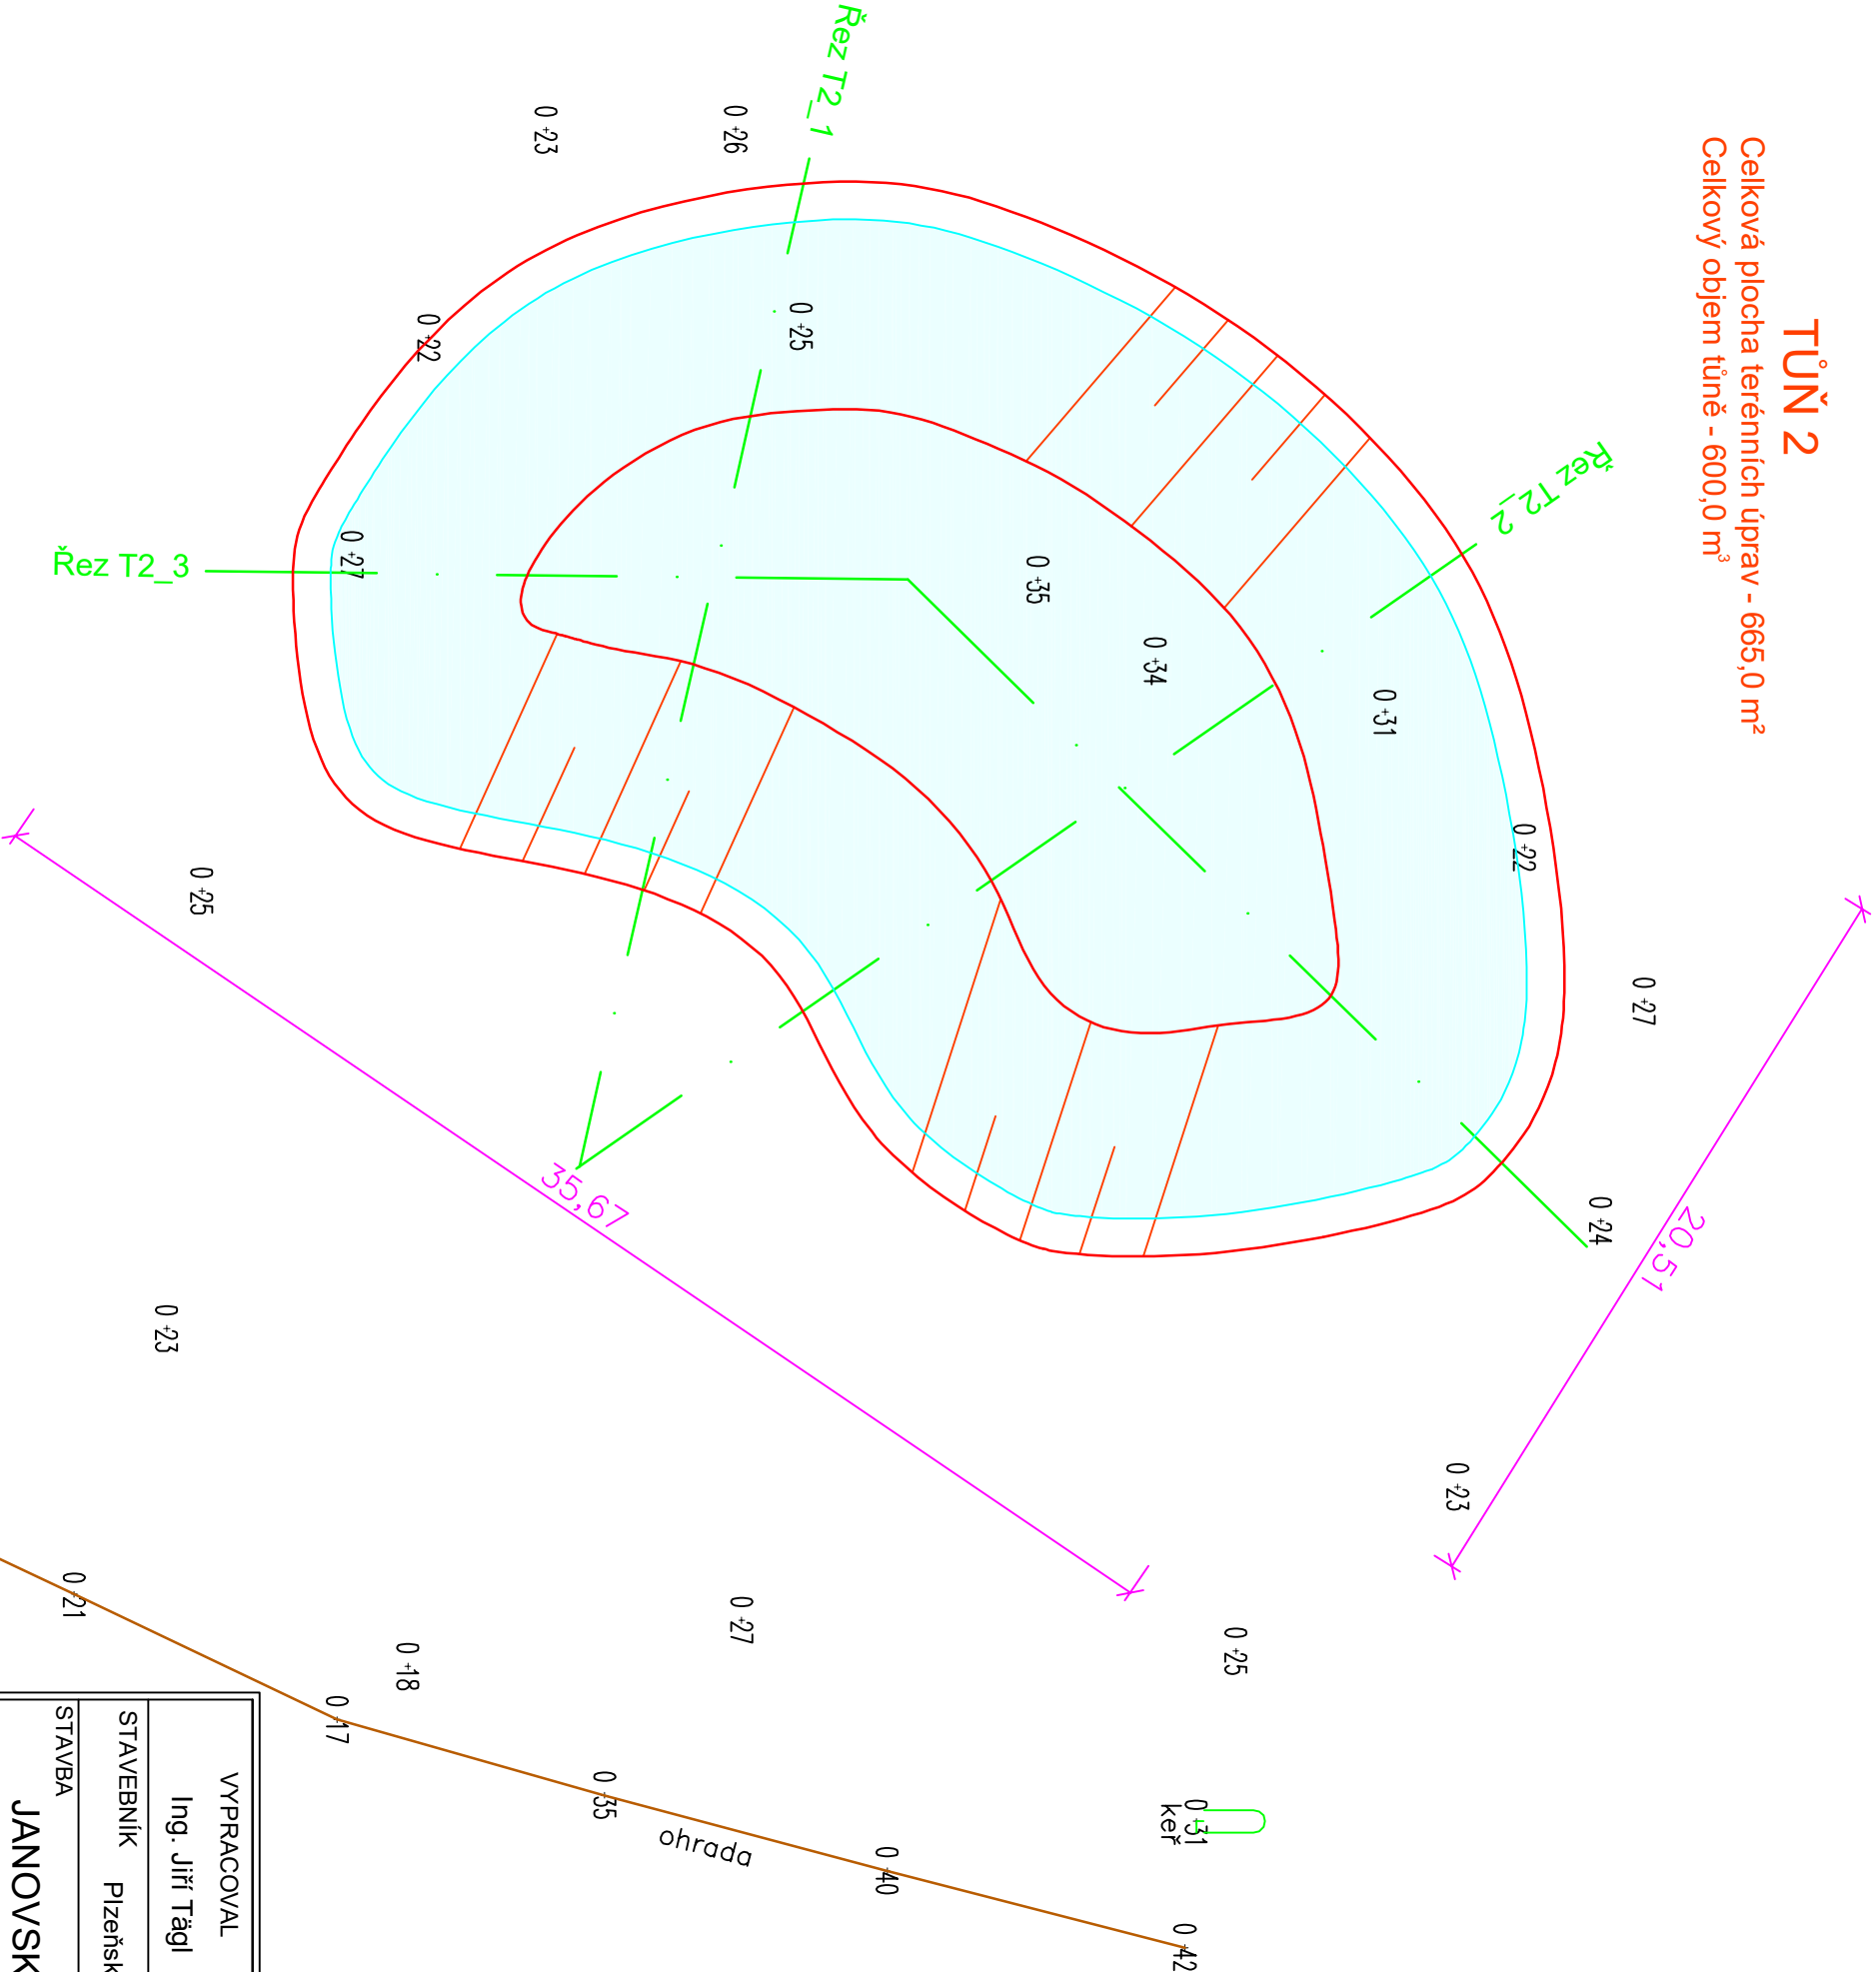 TŮŇ 2
Celková plocha terénních úprav - 665,0 m²
Celkový objem tůně - 600,0 m³
Řez T2_1
Řez T2_2
Řez T2_3
0+23
0+26
0+22
0+25
0+27
0+35
0+34
0+31
0+22
0+27
0+24
0+25
0+23
0+23
35,67
20,51
0+21
0+18
0+17
0+27
0+25
0+35
ohrada
0+40
0+31
keř
0+42
VYPRACOVAL
Ing. Jiří Tägl
STAVEBNÍK Plzeňsk
STAVBA
JANOVSK